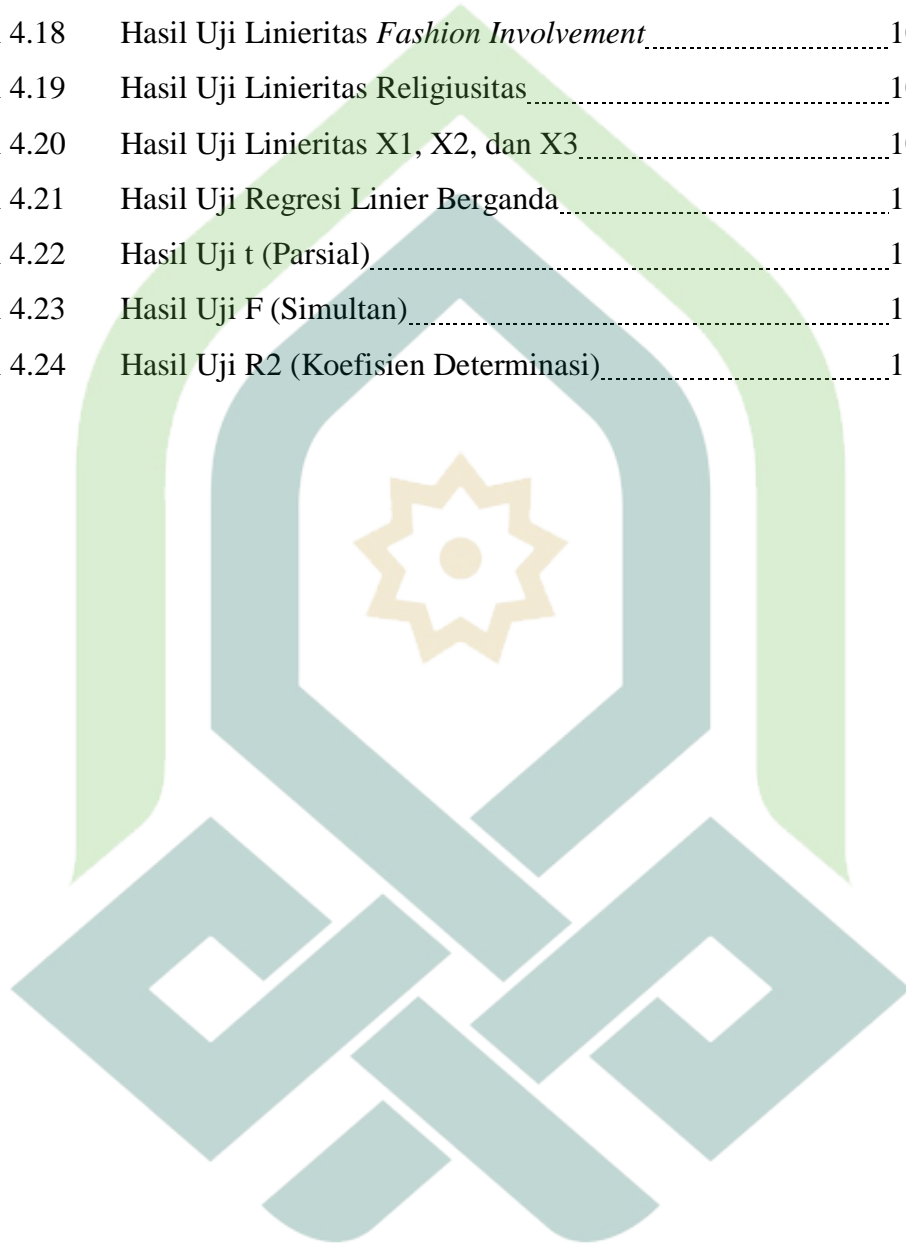 4.18 Hasil Uji Linieritas Fashion Involvement
4.19 Hasil Uji Linieritas Religiusitas
4.20 Hasil Uji Linieritas X1, X2, dan X3
4.21 Hasil Uji Regresi Linier Berganda
4.22 Hasil Uji t (Parsial)
4.23 Hasil Uji F (Simultan)
4.24 Hasil Uji R2 (Koefisien Determinasi)